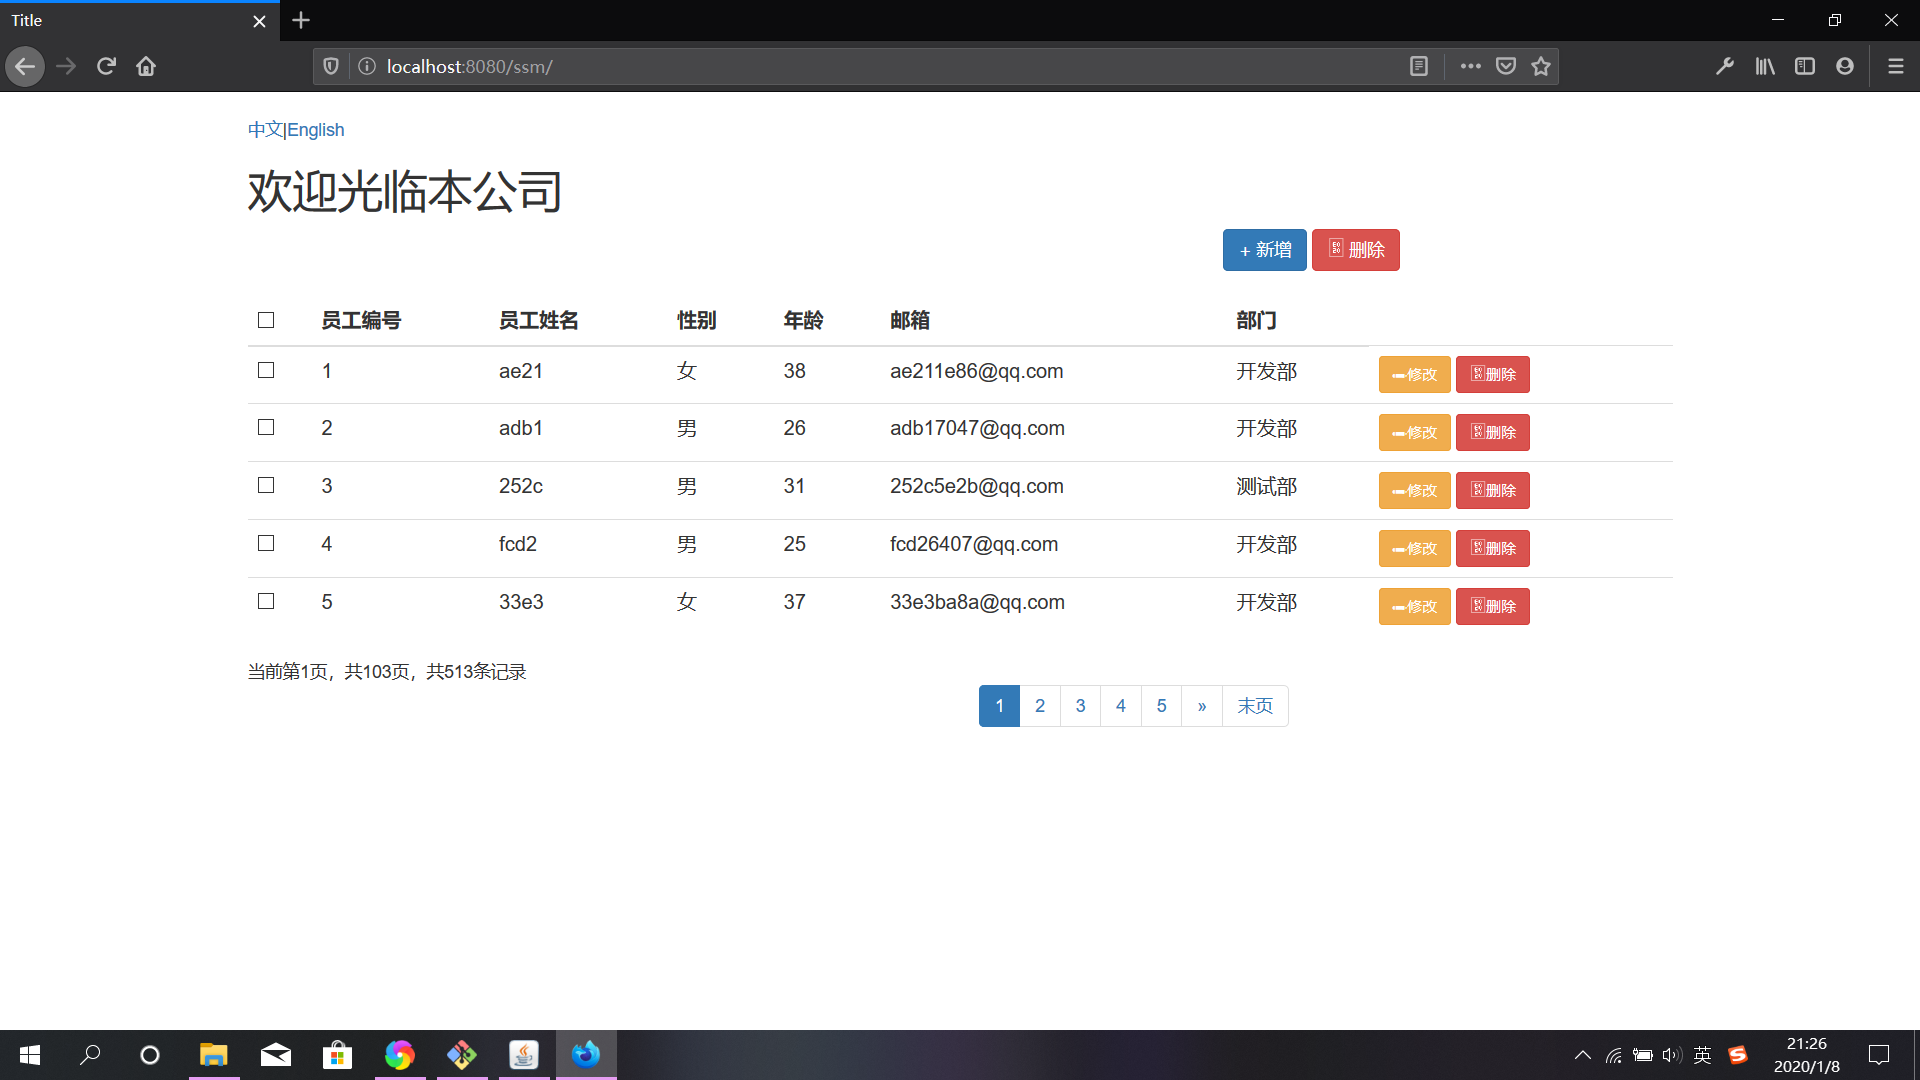 Title
localhost:8080/ssm/
中文|English
欢迎光临本公司
+ 新增 删除
员工编号 员工姓名 性别 年龄 邮箱 部门
1 ae21 女 38 ae211e86@qq.com 开发部 修改 删除
2 adb1 男 26 adb17047@qq.com 开发部 修改 删除
3 252c 男 31 252c5e2b@qq.com 测试部 修改 删除
4 fcd2 男 25 fcd26407@qq.com 开发部 修改 删除
5 33e3 女 37 33e3ba8a@qq.com 开发部 修改 删除
当前第1页，共103页，共513条记录
1 2 3 4 5 » 末页
英
21:26
2020/1/8